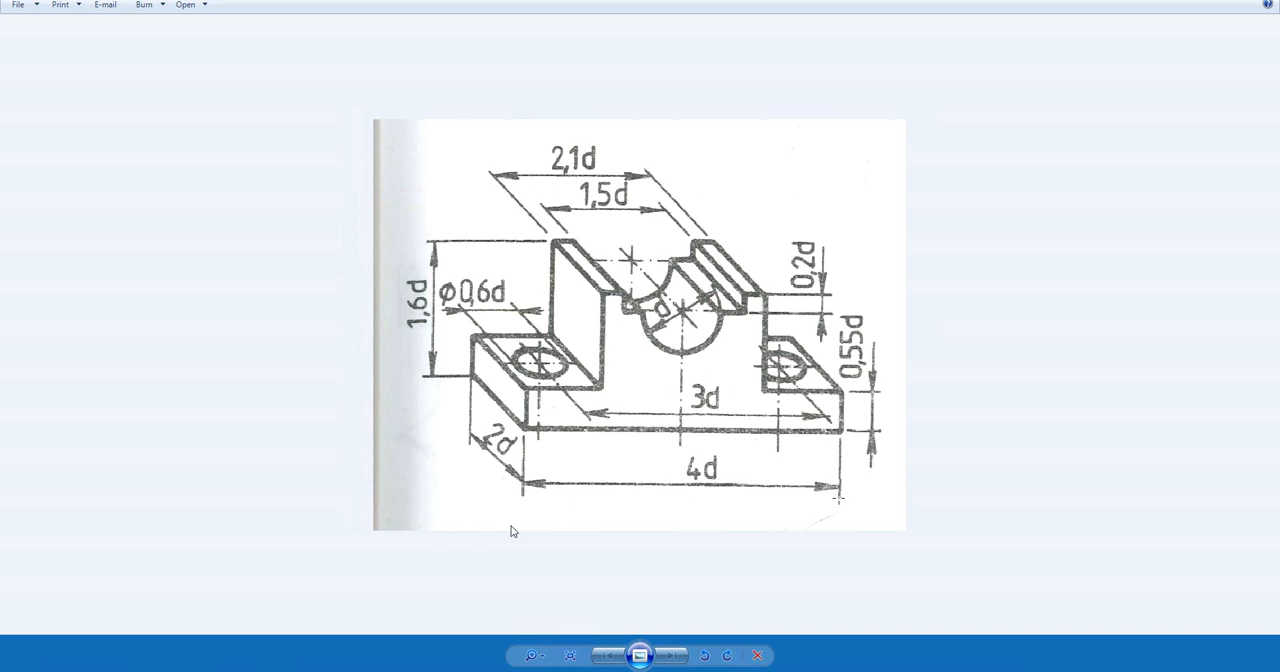 File Print E-mail Burn Open
2,1d
1,5d
0,2d
1,6d
ϕ0,6d
d
0,55d
3d
2d
4d